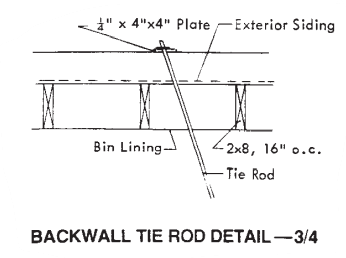 ¼" x 4"x4" Plate
Exterior Siding
Bin Lining
2x8, 16" o.c.
Tie Rod
BACKWALL TIE ROD DETAIL — 3/4